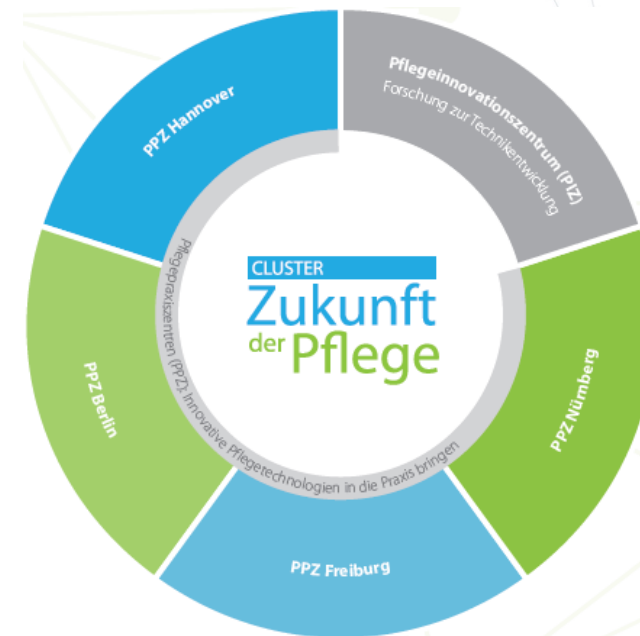 PPZ Hannover
Pflegeinnovationszentrum (PIZ)
Forschung zur Technikentwicklung
CLUSTER
Zukunft
der Pflege
PPZ Berlin
PPZ Nürnberg
Pflegepraxiszentren (PPZ): Innovative Pflegetechnologien in die Praxis bringen
PPZ Freiburg